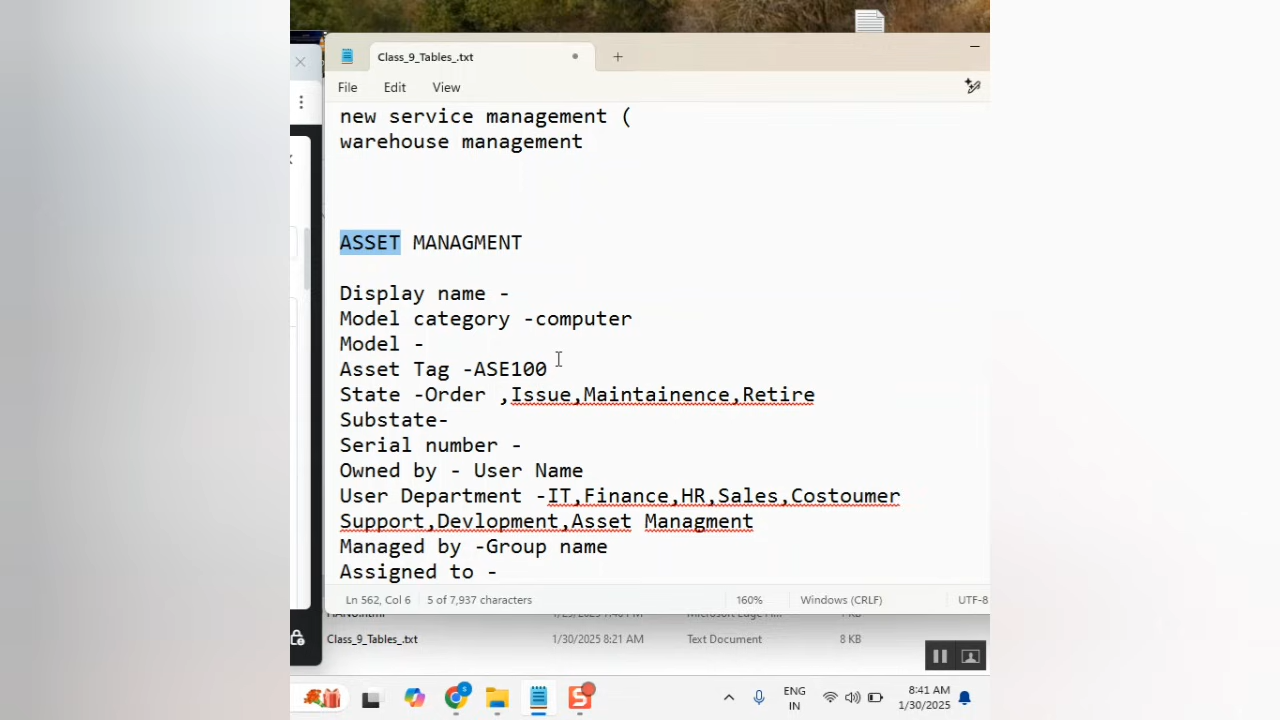 Class_9_Tables_.txt
File Edit View
new service management (
warehouse management
ASSET MANAGMENT
Display name -
Model category -computer
Model -
Asset Tag -ASE100
State -Order ,Issue,Maintainence,Retire
Substate-
Serial number -
Owned by - User Name
User Department -IT,Finance,HR,Sales,Costoumer
Support,Devlopment,Asset Managment
Managed by -Group name
Assigned to -
Ln 562, Col 6 5 of 7,937 characters 160% Windows (CRLF) UTF-8
Class_9_Tables_.txt 1/30/2025 8:21 AM Text Document 8 KB
ENG 8:41 AM
IN 1/30/2025